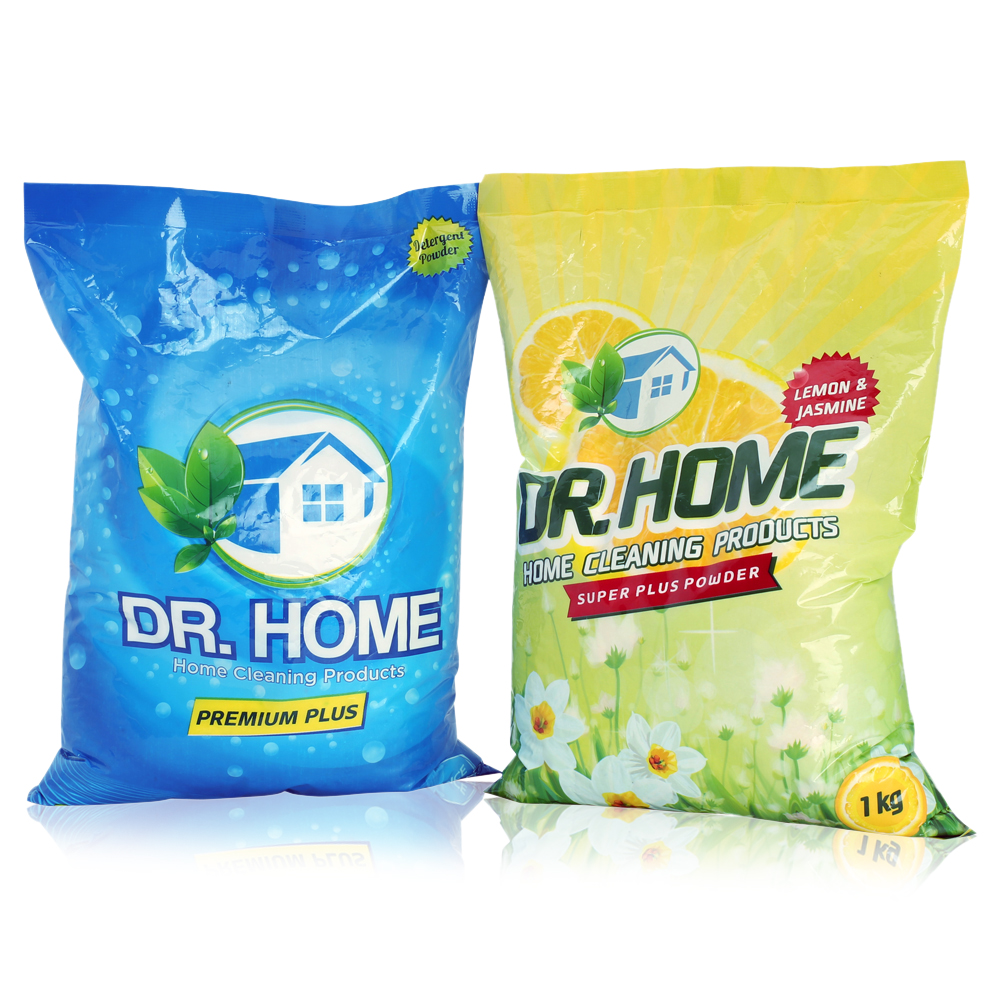 Detergent
Powder
DR. HOME
Home Cleaning Products
PREMIUM PLUS
LEMON &
JASMINE
DR. HOME
HOME CLEANING PRODUCTS
SUPER PLUS POWDER
1 kg